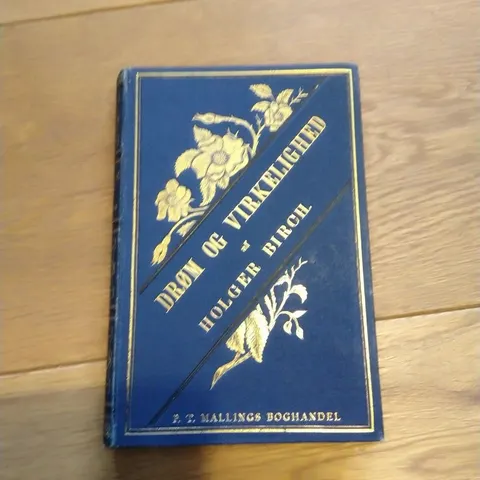 DRØM OG VIRKELIGHED
af
HOLGER BIRCH.
P. T. MALLINGS BOGHANDEL